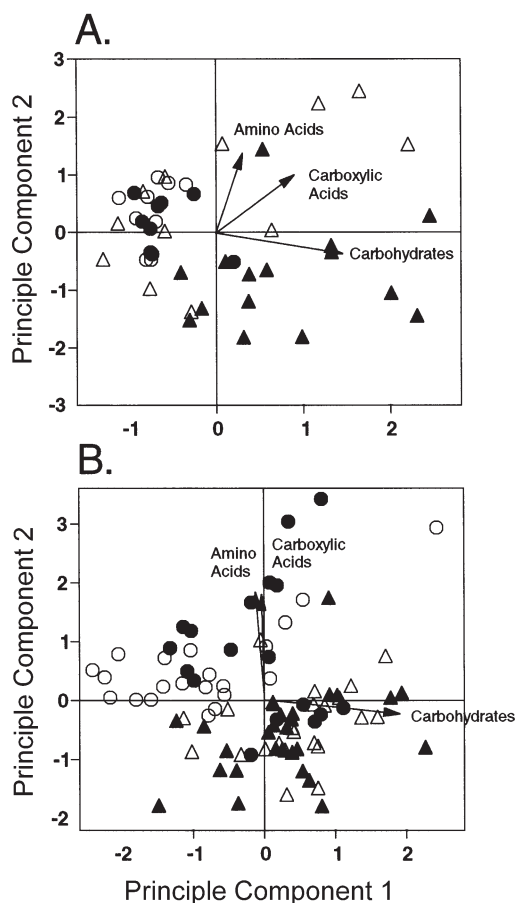 A.
Principle Component 2
3
2
1
0
-1
-2
-3
Amino Acids
Carboxylic
Acids
Carbohydrates
-1
0
1
2
B.
Principle Component 2
3
2
1
0
-1
-2
Amino
Acids
Carboxylic
Acids
Carbohydrates
-2
-1
0
1
2
Principle Component 1